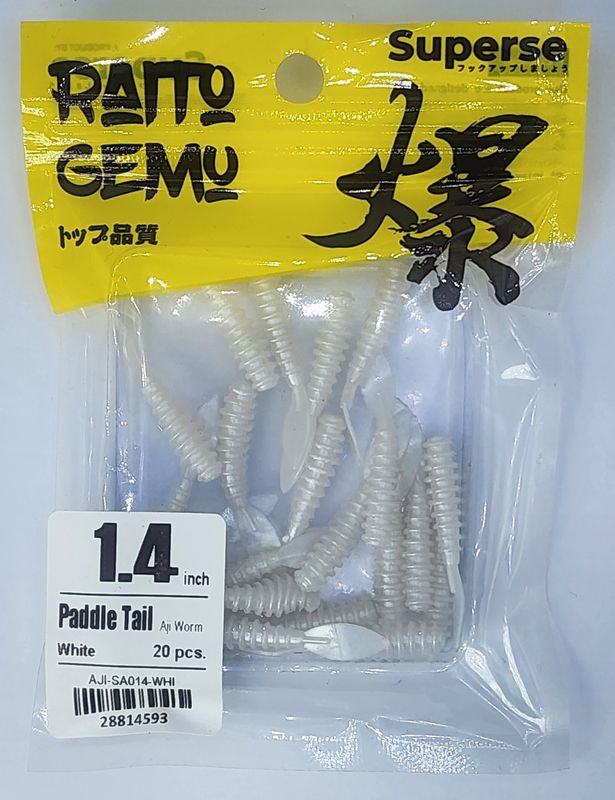 Superse
フックアップしましょう
RAITO
GEMU
トップ品質
爆
1.4 inch
Paddle Tail Aji Worm
White 20 pcs.
AJI-SA014-WHI
28814593